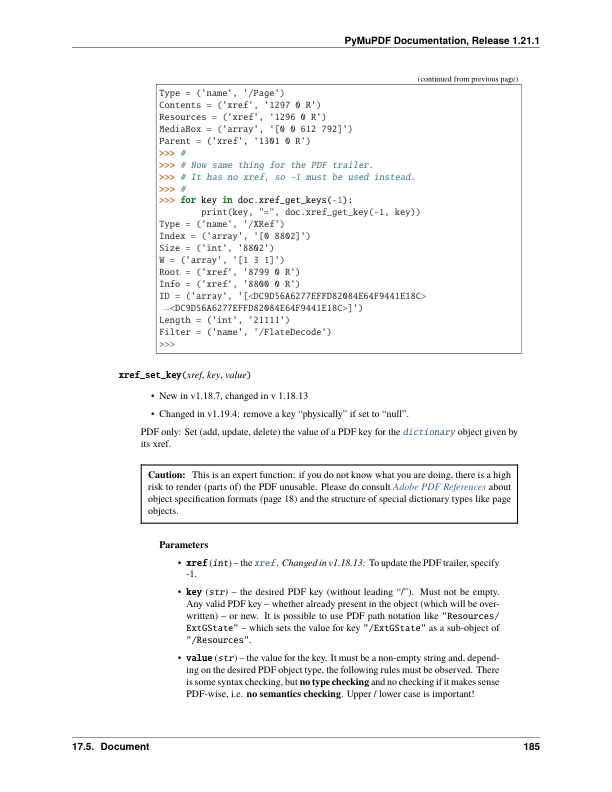 PyMuPDF Documentation, Release 1.21.1
(continued from previous page)
Type = ('name', '/Page')
Contents = ('xref', '1297 0 R')
Resources = ('xref', '1296 0 R')
MediaBox = ('array', '[0 0 612 792]')
Parent = ('xref', '1301 0 R')
>>> #
>>> # Now same thing for the PDF trailer.
>>> # It has no xref, so -1 must be used instead.
>>> #
>>> for key in doc.xref_get_keys(-1):
        print(key, "=", doc.xref_get_key(-1, key))
Type = ('name', '/XRef')
Index = ('array', '[0 8802]')
Size = ('int', '8802')
W = ('array', '[1 3 1]')
Root = ('xref', '8799 0 R')
Info = ('xref', '8800 0 R')
ID = ('array', '[<DC9D56A6277EFFD82084E64F9441E18C>
→<DC9D56A6277EFFD82084E64F9441E18C>]')
Length = ('int', '21111')
Filter = ('name', '/FlateDecode')
>>>
xref_set_key(xref, key, value)
• New in v1.18.7, changed in v 1.18.13
• Changed in v1.19.4: remove a key “physically” if set to “null”.
PDF only: Set (add, update, delete) the value of a PDF key for the dictionary object given by
its xref.
Caution: This is an expert function: if you do not know what you are doing, there is a high
risk to render (parts of) the PDF unusable. Please do consult Adobe PDF References about
object specification formats (page 18) and the structure of special dictionary types like page
objects.
Parameters
• xref (int) – the xref. Changed in v1.18.13: To update the PDF trailer, specify
-1.
• key (str) – the desired PDF key (without leading “/”). Must not be empty.
Any valid PDF key – whether already present in the object (which will be over-
written) – or new. It is possible to use PDF path notation like "Resources/
ExtGState" – which sets the value for key "/ExtGState" as a sub-object of
"/Resources".
• value (str) – the value for the key. It must be a non-empty string and, depend-
ing on the desired PDF object type, the following rules must be observed. There
is some syntax checking, but no type checking and no checking if it makes sense
PDF-wise, i.e. no semantics checking. Upper / lower case is important!
17.5. Document 185